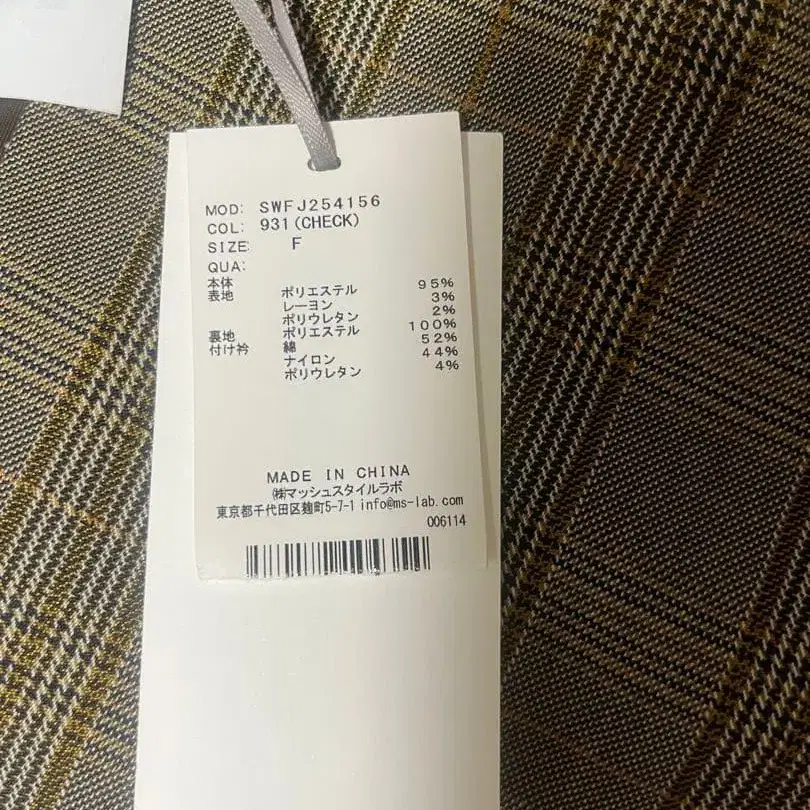 MOD: SWFJ254156
COL: 931(CHECK)
SIZE: F
QUA:
本体
表地 ポリエステル 95%
レーヨン 3%
ポリウレタン 2%
裏地 ポリエステル 100%
付け衿 綿 52%
ナイロン 44%
ポリウレタン 4%
MADE IN CHINA
㈱マッシュスタイルラボ
東京都千代田区麹町5-7-1 info@ms-lab.com
006114